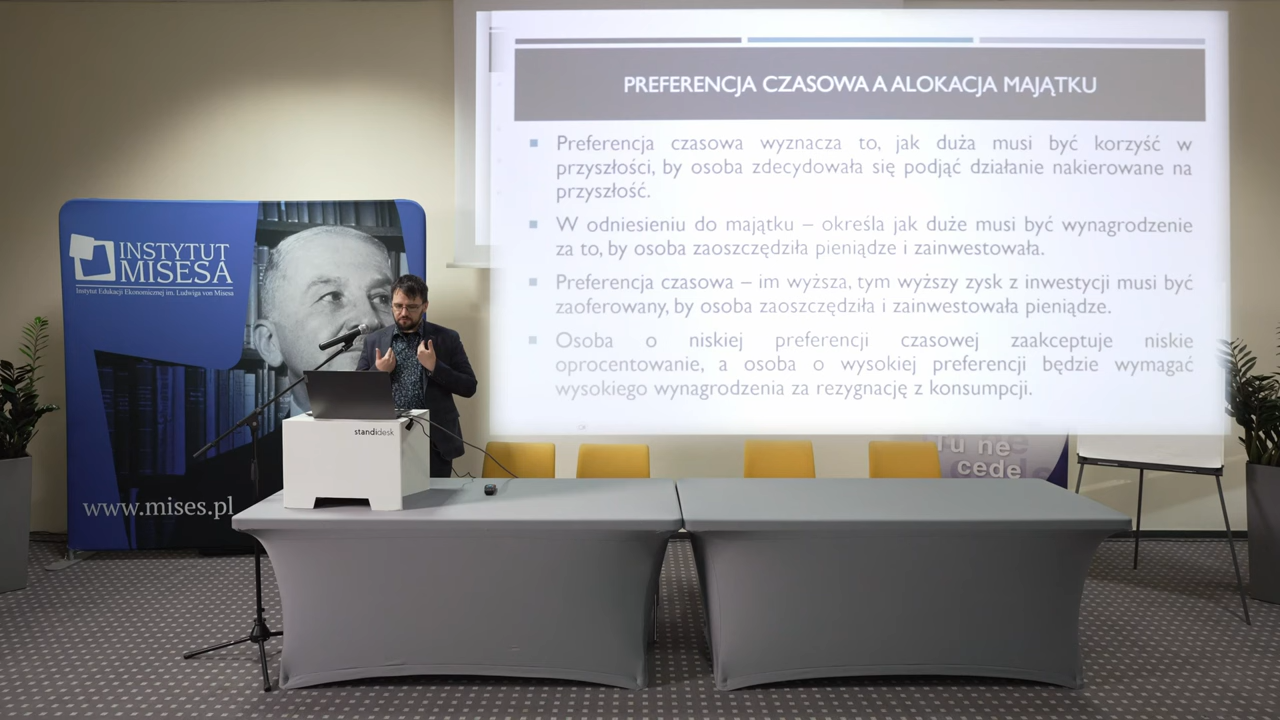 PREFERENCJA CZASOWA A ALOKACJA MAJĄTKU
Preferencja czasowa wyznacza to, jak duża musi być korzyść w
przyszłości, by osoba zdecydowała się podjąć działanie nakierowane na
przyszłość.
W odniesieniu do majątku – określa jak duże musi być wynagrodzenie
za to, by osoba zaoszczędziła pieniądze i zainwestowała.
Preferencja czasowa – im wyższa, tym wyższy zysk z inwestycji musi być
zaoferowany, by osoba zaoszczędziła i zainwestowała pieniądze.
Osoba o niskiej preferencji czasowej zaakceptuje niskie
oprocentowanie, a osoba o wysokiej preferencji będzie wymagać
wysokiego wynagrodzenia za rezygnację z konsumpcji.
INSTYTUT
MISESA
Instytut Edukacji Ekonomicznej im. Ludwiga von Misesa
www.mises.pl
standidesk
Tu ne
cede